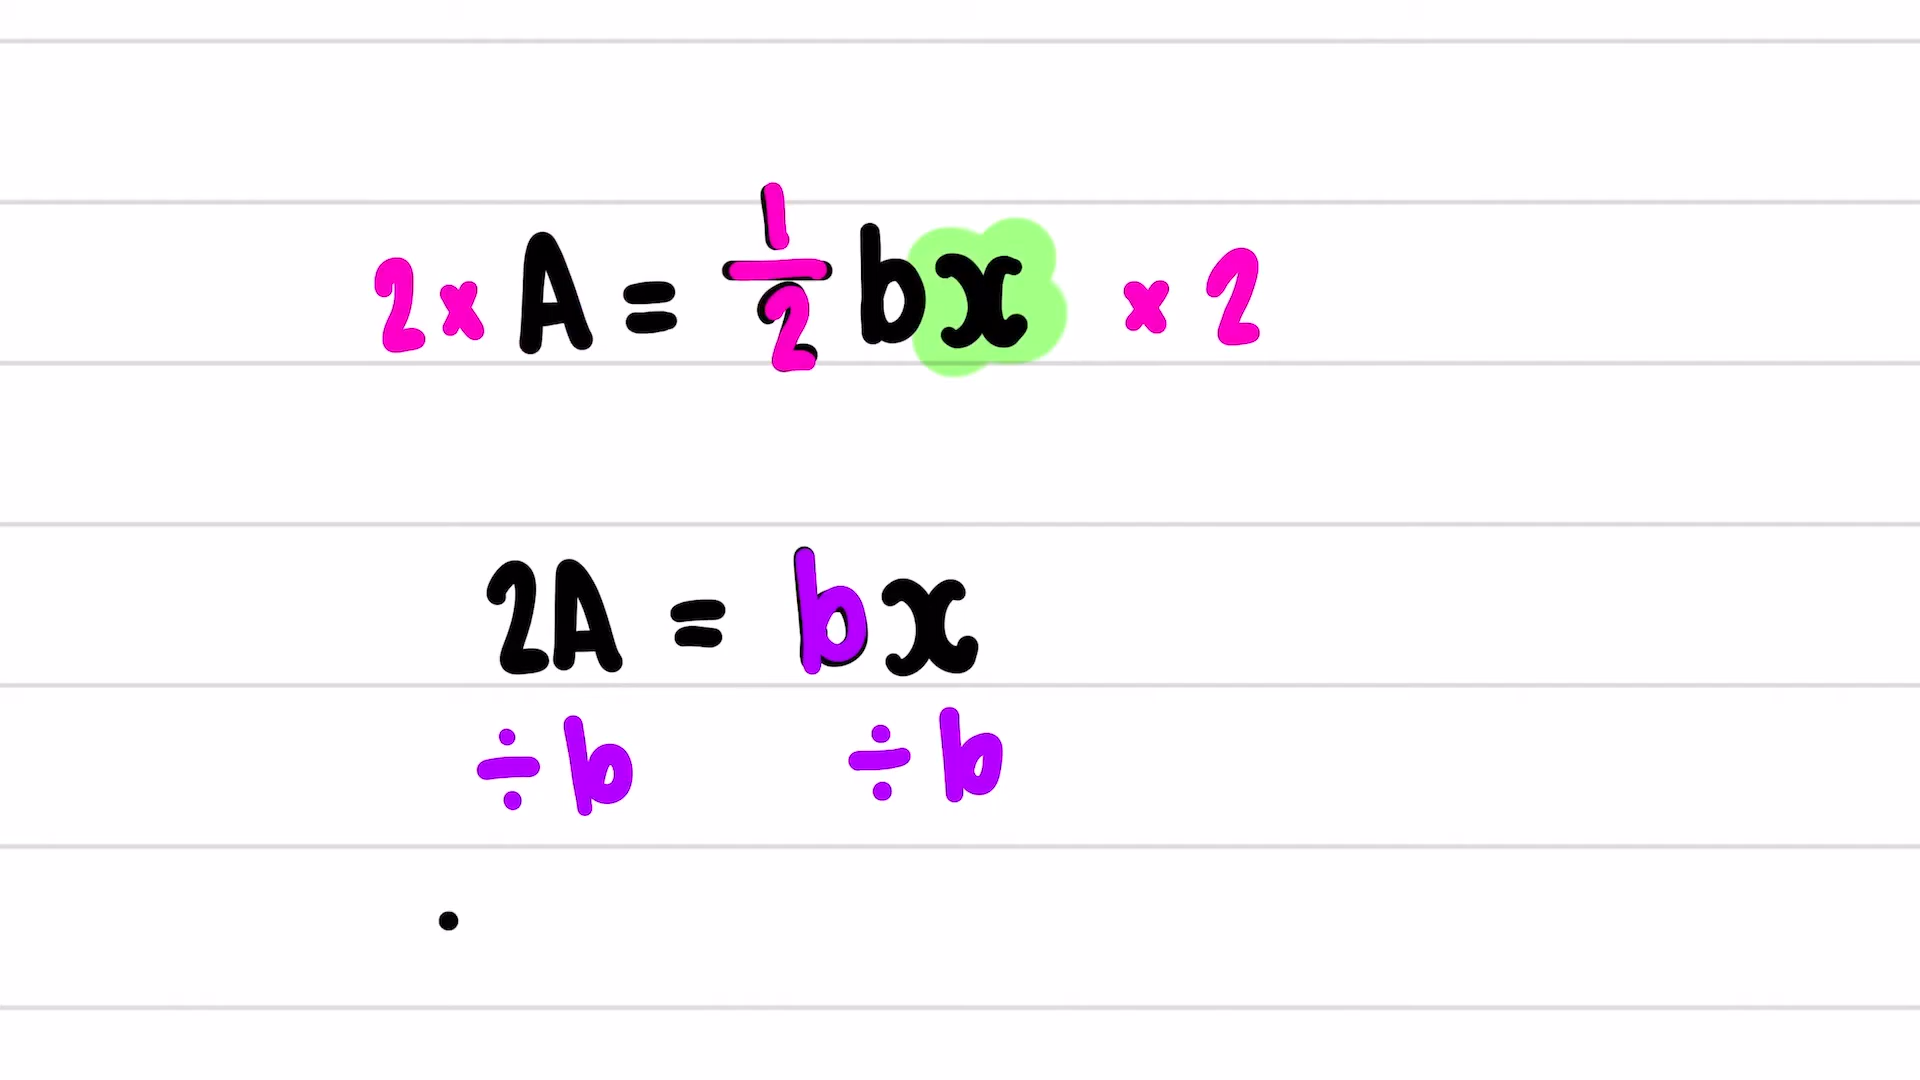 2 × A = 1/2 bx × 2
2A = bx
÷ b ÷ b